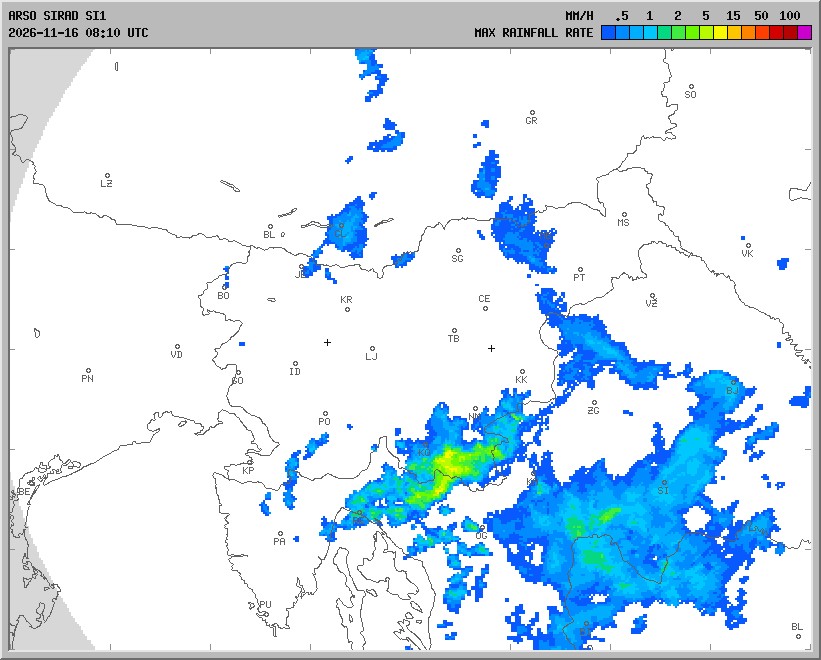 ARSO SIRAD SI1
MM/H .5 1 2 5 15 50 100
2026-11-16 08:10 UTC
MAX RAINFALL RATE
SO
GR
LZ
MS
BL
VK
SG
JE
PT
BO
KR
CE
VZ
TB
VD
LJ
ID
PN
GO
KK
BJ
ZG
PO
NM
KP
SI
BE
OG
PA
PU
BL